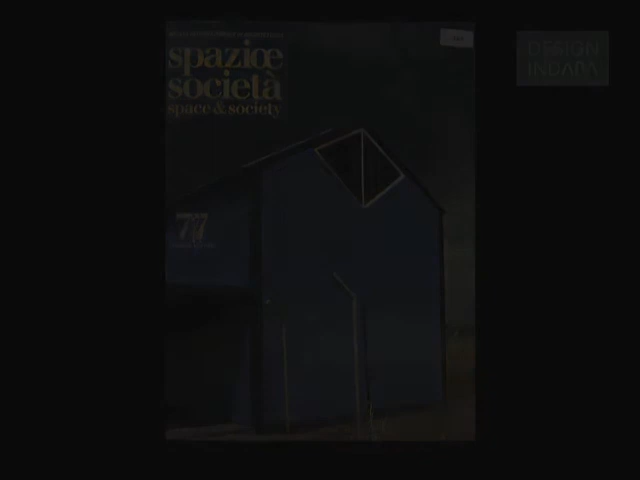 spazio e
società
space & society
77
DESIGN
INDABA